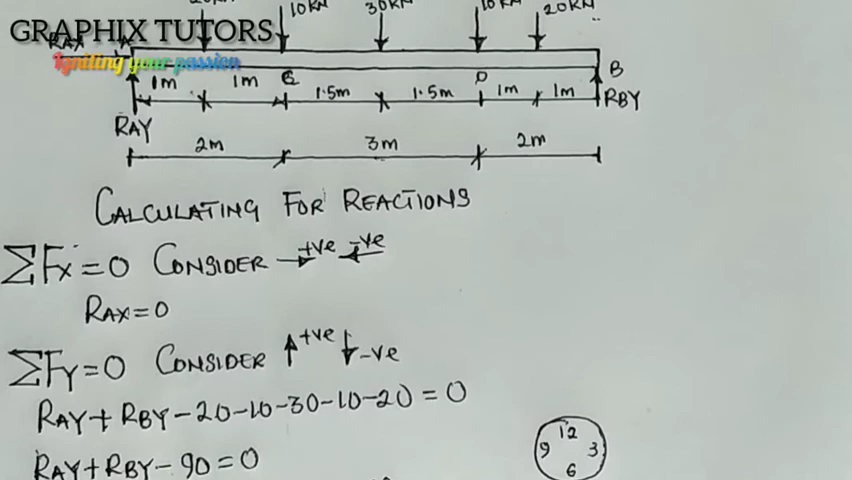 20KN 10KN 30KN 10KN 20KN
GRAPHIX TUTORS
RAX A
Igniting your passion
1m 1m C 1.5m 1.5m D 1m 1m B
RAY RBY
2m 3m 2m
CALCULATING FOR REACTIONS
ΣFx=0 CONSIDER +ve -ve
RAX=0
ΣFY=0 CONSIDER +ve -ve
RAY+RBY-20-10-30-10-20=0
RAY+RBY-90=0
12
9 3
6